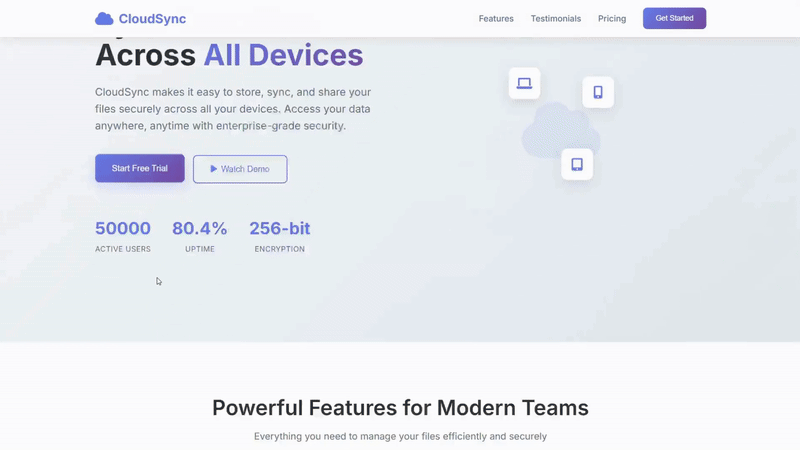 CloudSync
Features
Testimonials
Pricing
Get Started
Across All Devices
CloudSync makes it easy to store, sync, and share your
files securely across all your devices. Access your data
anywhere, anytime with enterprise-grade security.
Start Free Trial
Watch Demo
50000
ACTIVE USERS
80.4%
UPTIME
256-bit
ENCRYPTION
Powerful Features for Modern Teams
Everything you need to manage your files efficiently and securely